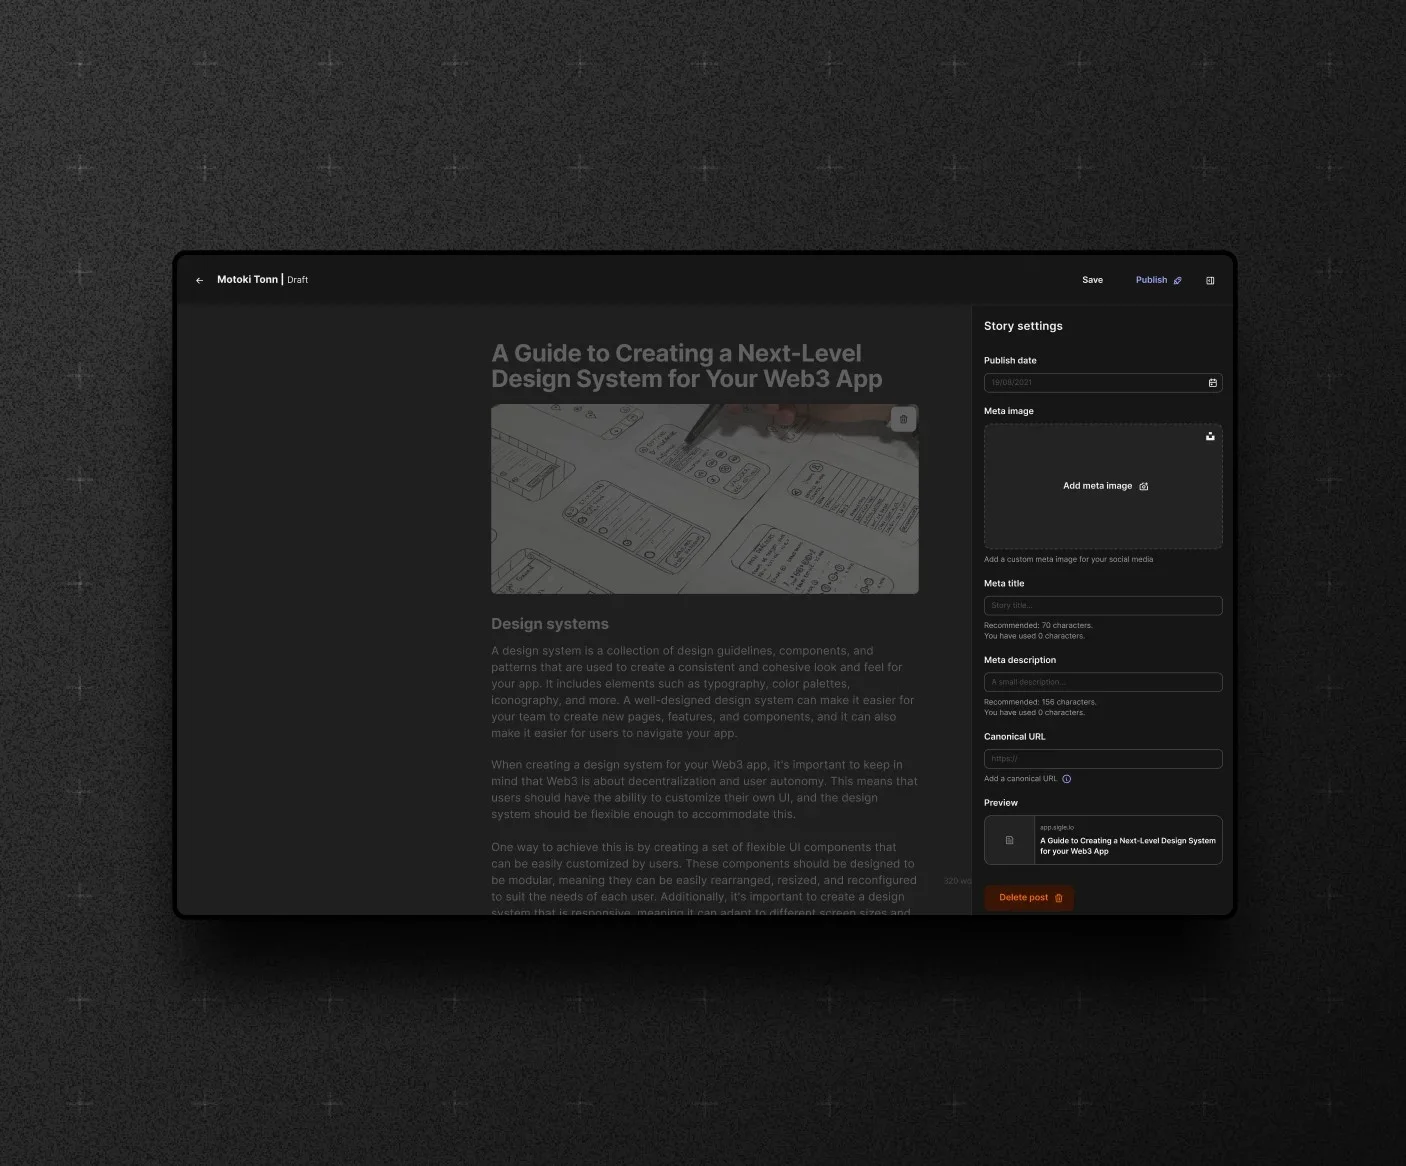 Motoki Tonn | Draft
Save
Publish
A Guide to Creating a Next-Level
Design System for Your Web3 App
Design systems
A design system is a collection of design guidelines, components, and
patterns that are used to create a consistent and cohesive look and feel for
your app. It includes elements such as typography, color palettes,
iconography, and more. A well-designed design system can make it easier for
your team to create new pages, features, and components, and it can also
make it easier for users to navigate your app.
When creating a design system for your Web3 app, it's important to keep in
mind that Web3 is about decentralization and user autonomy. This means that
users should have the ability to customize their own UI, and the design
system should be flexible enough to accommodate this.
One way to achieve this is by creating a set of flexible UI components that
can be easily customized by users. These components should be designed to
be modular, meaning they can be easily rearranged, resized, and reconfigured
to suit the needs of each user. Additionally, it's important to create a design
system that is responsive, meaning it can adapt to different screen sizes and
320 wo
Story settings
Publish date
19/08/2021
Meta image
Add meta image
Add a custom meta image for your social media
Meta title
Story title...
Recommended: 70 characters.
You have used 0 characters.
Meta description
A small description...
Recommended: 156 characters.
You have used 0 characters.
Canonical URL
https://
Add a canonical URL
Preview
app.sigle.io
A Guide to Creating a Next-Level Design System
for your Web3 App
Delete post